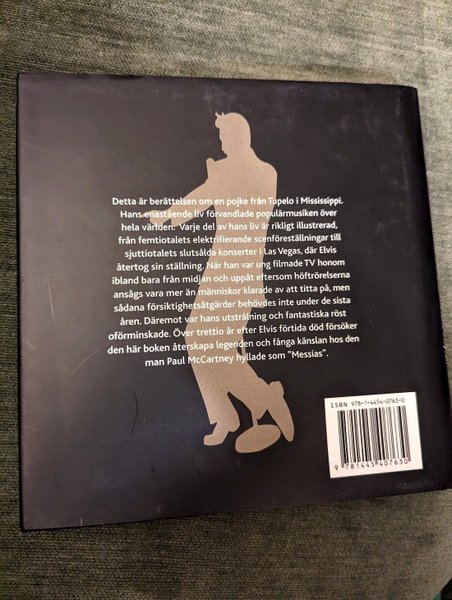 Detta är berättelsen om en pojke från Tupelo i Mississippi.
Hans enastående liv förvandlade populärmusiken över
hela världen. Varje del av hans liv är rikligt illustrerad,
från femtiotalets elektrifierande scenföreställningar till
sjuttiotalets slutsålda konserter i Las Vegas, där Elvis
återtog sin ställning. När han var ung filmade TV honom
ibland bara från midjan och uppåt eftersom höftrörelserna
ansågs vara mer än människor klarade av att titta på, men
sådana försiktighetsåtgärder behövdes inte under de sista
åren. Däremot var hans utstrålning och fantastiska röst
oförminskade. Över trettio år efter Elvis förtida död försöker
den här boken återskapa legenden och fånga känslan hos den
man Paul McCartney hyllade som "Messias".
ISBN 978-1-4454-0763-0
9 781445 407630